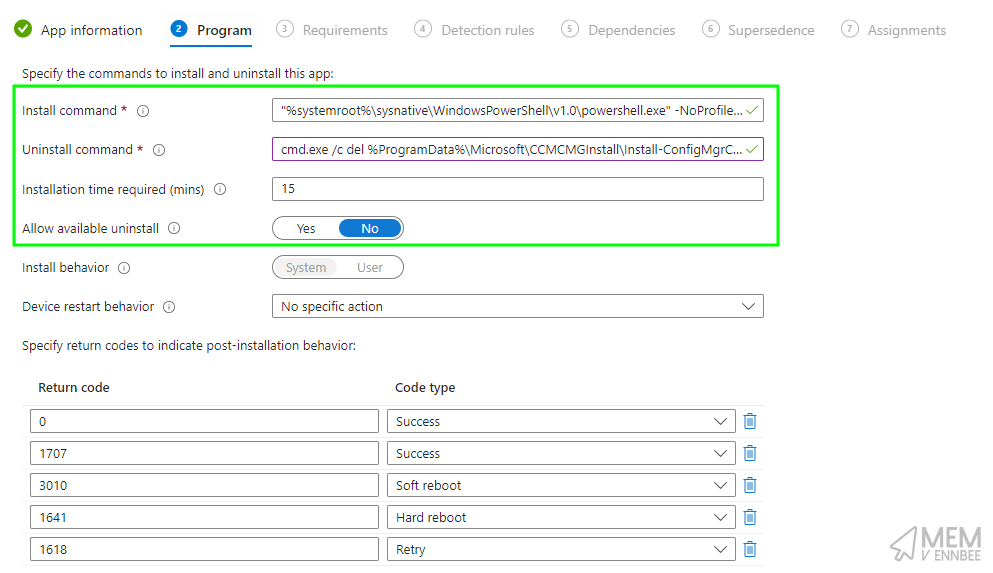 App information 2 Program 3 Requirements 4 Detection rules 5 Dependencies 6 Supersedence 7 Assignments
Specify the commands to install and uninstall this app:
Install command * "%systemroot%\sysnative\WindowsPowerShell\v1.0\powershell.exe" -NoProfile...
Uninstall command * cmd.exe /c del %ProgramData%\Microsoft\CCMCMGInstall\Install-ConfigMgrC...
Installation time required (mins) 15
Allow available uninstall Yes No
Install behavior System User
Device restart behavior No specific action
Specify return codes to indicate post-installation behavior:
Return code Code type
0 Success
1707 Success
3010 Soft reboot
1641 Hard reboot
1618 Retry
MEM
V ENNBEE